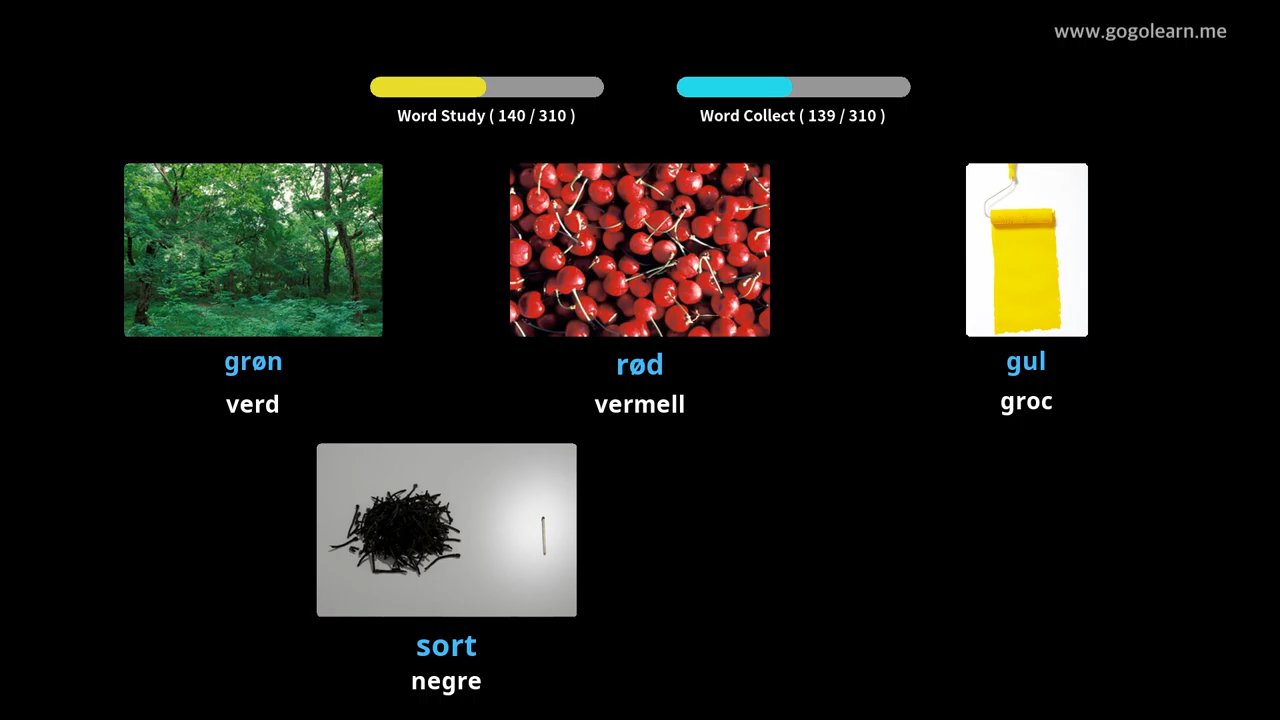 www.gogolearn.me
Word Study ( 140 / 310 )
Word Collect ( 139 / 310 )
grøn
verd
rød
vermell
gul
groc
sort
negre